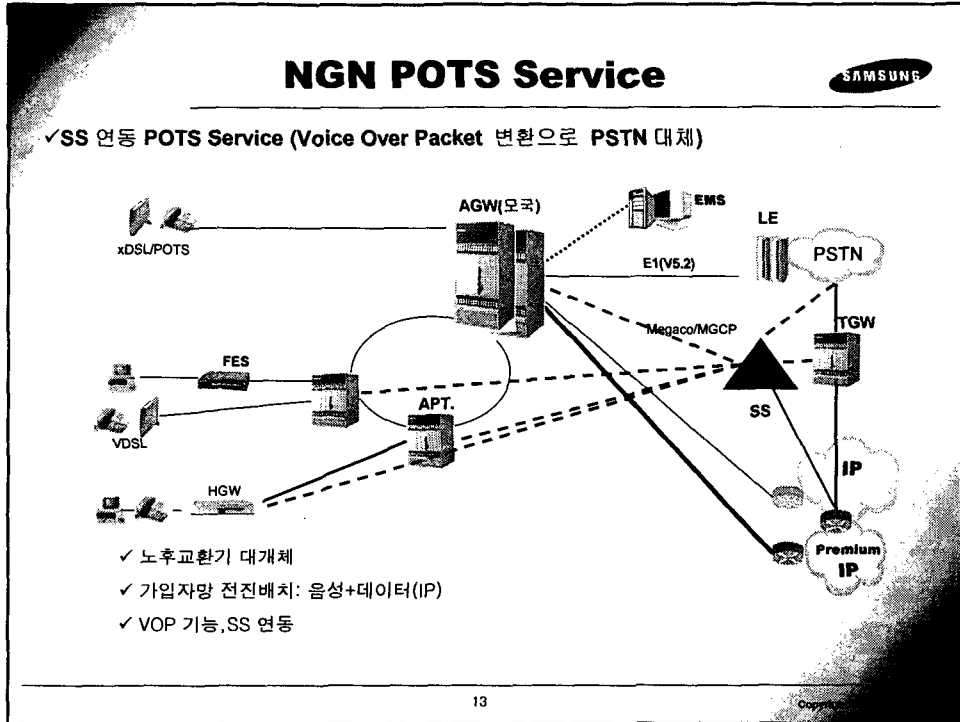 NGN POTS Service
SAMSUNG
✓SS 연동 POTS Service (Voice Over Packet 변환으로 PSTN 대체)
AGW(모국)
EMS
LE
xDSL/POTS
E1(V5.2)
PSTN
Megaco/MGCP
TGW
FES
APT.
SS
VDSL
HGW
IP
Premium
IP
✓ 노후교환기 대개체
✓ 가입자망 전진배치: 음성+데이터(IP)
✓ VOP 기능,SS 연동
13